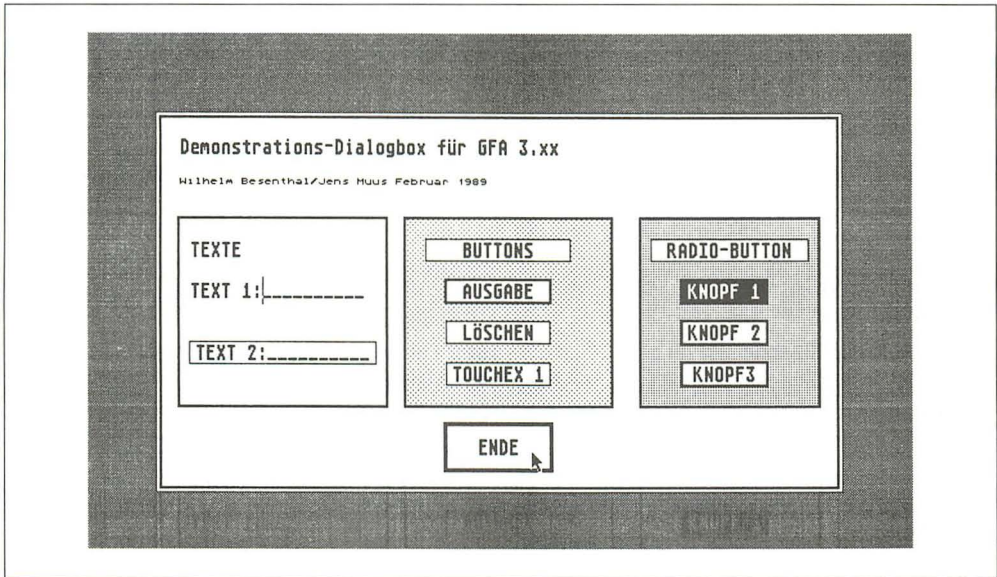 Demonstrations-Dialogbox für GFA 3.xx
Wilhelm Besenthal/Jens Muus Februar 1989
TEXTE
TEXT 1:__________
TEXT 2:__________
BUTTONS
AUSGABE
LÖSCHEN
TOUCHEX 1
RADIO-BUTTON
KNOPF 1
KNOPF 2
KNOPF3
ENDE